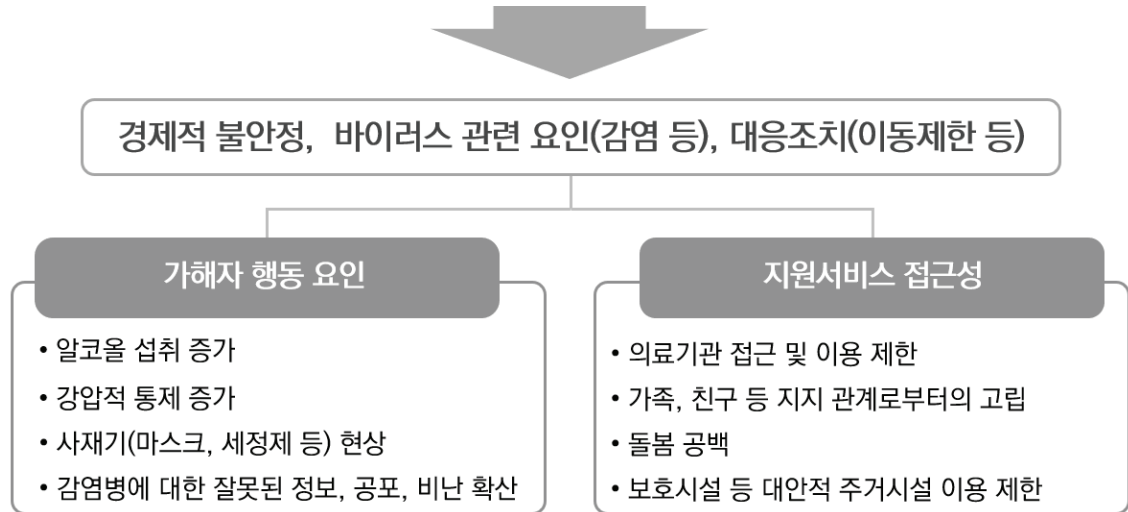 경제적 불안정, 바이러스 관련 요인(감염 등), 대응조치(이동제한 등)
가해자 행동 요인
• 알코올 섭취 증가
• 강압적 통제 증가
• 사재기(마스크, 세정제 등) 현상
• 감염병에 대한 잘못된 정보, 공포, 비난 확산
지원서비스 접근성
• 의료기관 접근 및 이용 제한
• 가족, 친구 등 지지 관계로부터의 고립
• 돌봄 공백
• 보호시설 등 대안적 주거시설 이용 제한